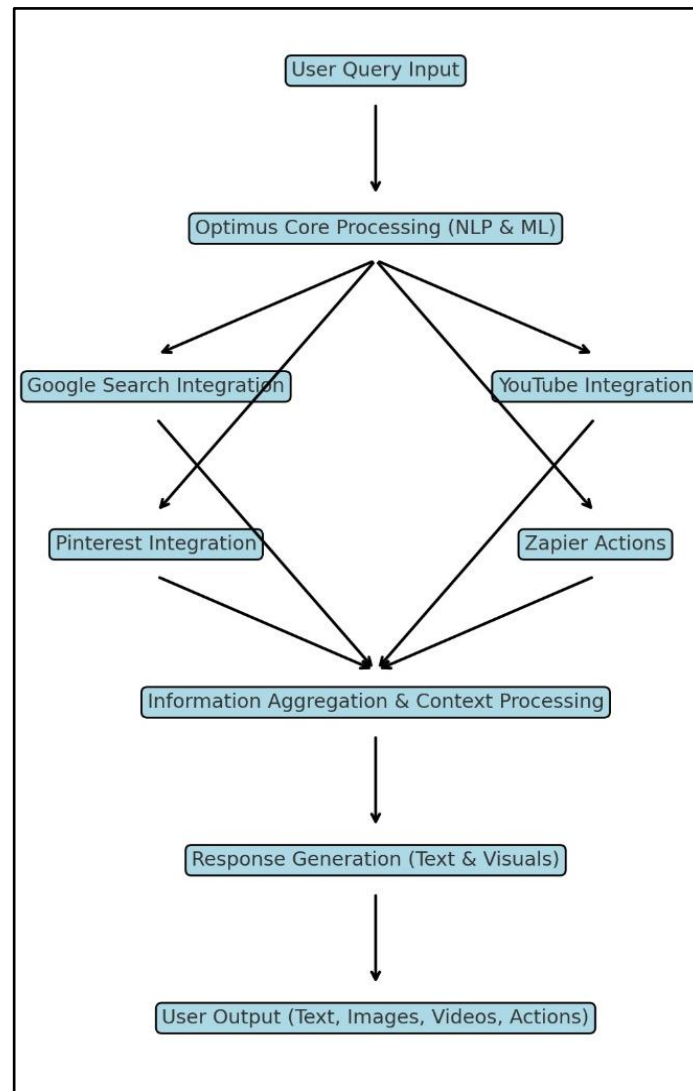 User Query Input
Optimus Core Processing (NLP & ML)
Google Search Integration
YouTube Integration
Pinterest Integration
Zapier Actions
Information Aggregation & Context Processing
Response Generation (Text & Visuals)
User Output (Text, Images, Videos, Actions)